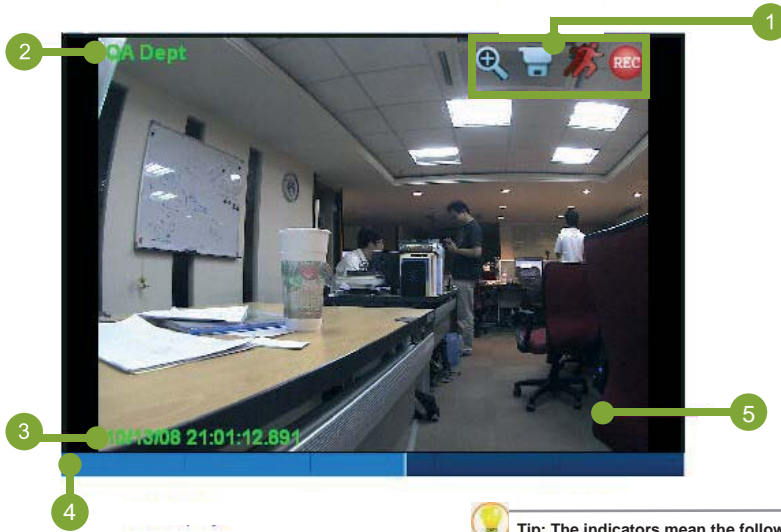 1
2
QA Dept
REC
3
10/13/08 21:01:12.891
5
4
Tip: The indicators mean the follow